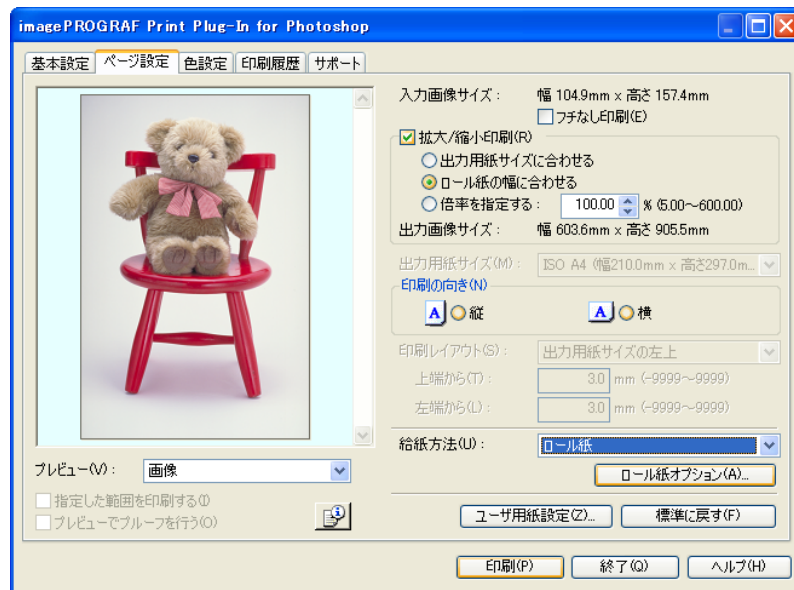 imagePROGRAF Print Plug-In for Photoshop
基本設定 ページ設定 色設定 印刷履歴 サポート
入力画像サイズ： 幅 104.9mm x 高さ 157.4mm
フチなし印刷(E)
拡大/縮小印刷(R)
出力用紙サイズに合わせる
ロール紙の幅に合わせる
倍率を指定する： 100.00 % (5.00～600.00)
出力画像サイズ： 幅 603.6mm x 高さ 905.5mm
出力用紙サイズ(M)： ISO A4 (幅210.0mm x 高さ297.0m...
印刷の向き(N)
A 縦 A 横
印刷レイアウト(S)： 出力用紙サイズの左上
上端から(T)： 3.0 mm (-9999～9999)
左端から(L)： 3.0 mm (-9999～9999)
給紙方法(U)： ロール紙
ロール紙オプション(A)...
プレビュー(V)： 画像
指定した範囲を印刷する(I)
プレビューでプルーフを行う(O)
ユーザ用紙設定(Z)... 標準に戻す(F)
印刷(P) 終了(Q) ヘルプ(H)